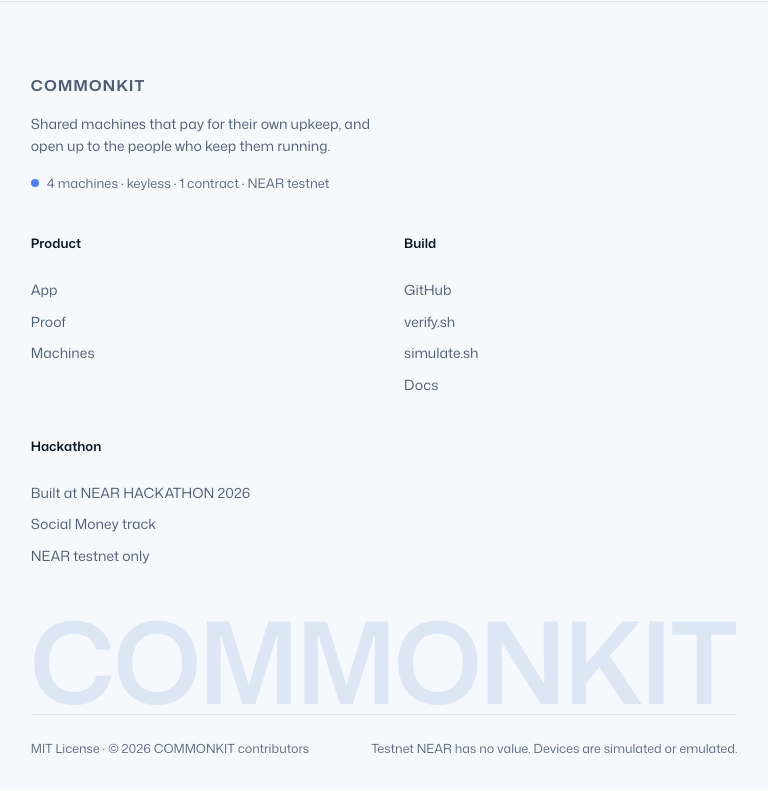 COMMONKIT
Shared machines that pay for their own upkeep, and
open up to the people who keep them running.
4 machines · keyless · 1 contract · NEAR testnet
Product
App
Proof
Machines
Build
GitHub
verify.sh
simulate.sh
Docs
Hackathon
Built at NEAR HACKATHON 2026
Social Money track
NEAR testnet only
COMMONKIT
MIT License · © 2026 COMMONKIT contributors
Testnet NEAR has no value. Devices are simulated or emulated.